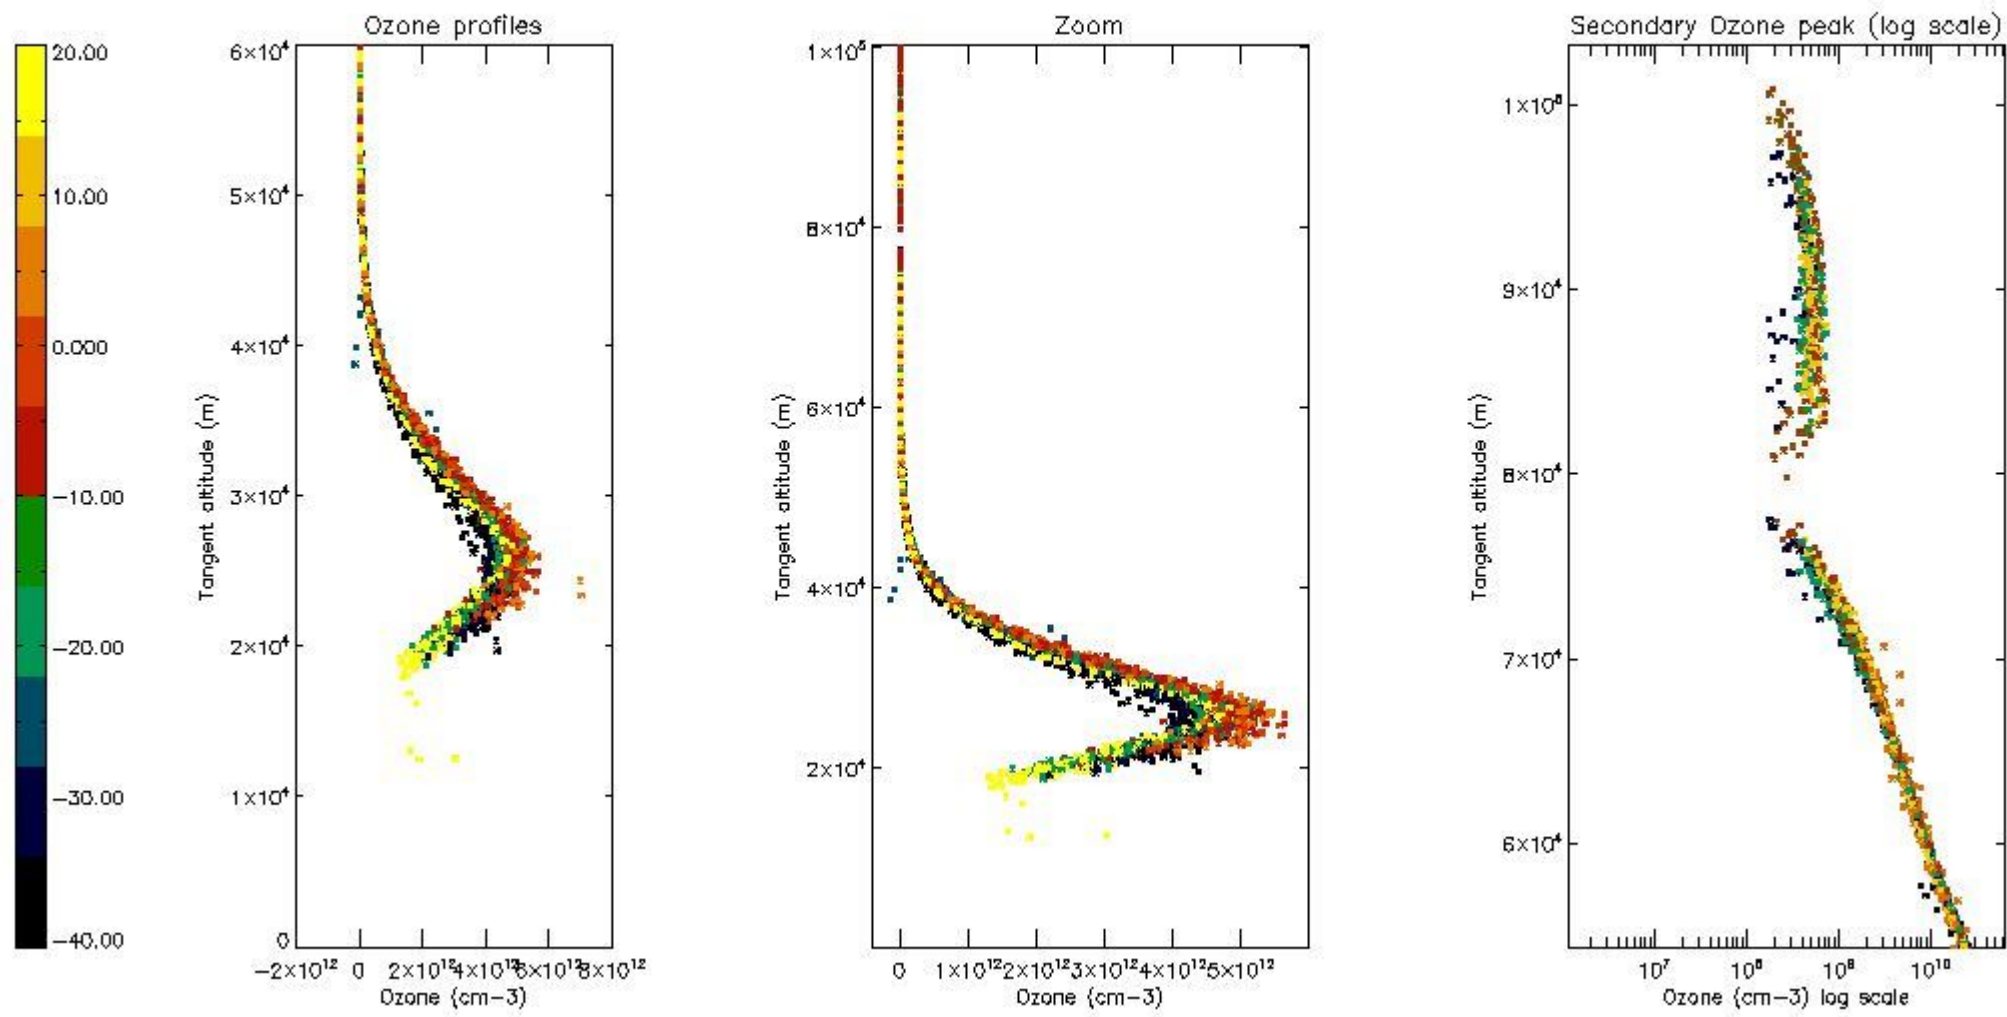 Ozone profiles
Zoom
Secondary Ozone peak (log scale)
20.00
10.00
0.000
-10.00
-20.00
-30.00
-40.00
6×10⁴
5×10⁴
4×10⁴
3×10⁴
2×10⁴
1×10⁴
0
Tangent altitude (m)
-2×10¹² 0 2×10¹² 4×10¹² 6×10¹² 8×10¹²
Ozone (cm-3)
1×10⁵
8×10⁴
6×10⁴
4×10⁴
2×10⁴
Tangent altitude (m)
0 1×10¹² 2×10¹² 3×10¹² 4×10¹² 5×10¹²
Ozone (cm-3)
1×10⁵
9×10⁴
8×10⁴
7×10⁴
6×10⁴
Tangent altitude (m)
10⁷ 10⁸ 10⁹ 10¹⁰
Ozone (cm-3) log scale